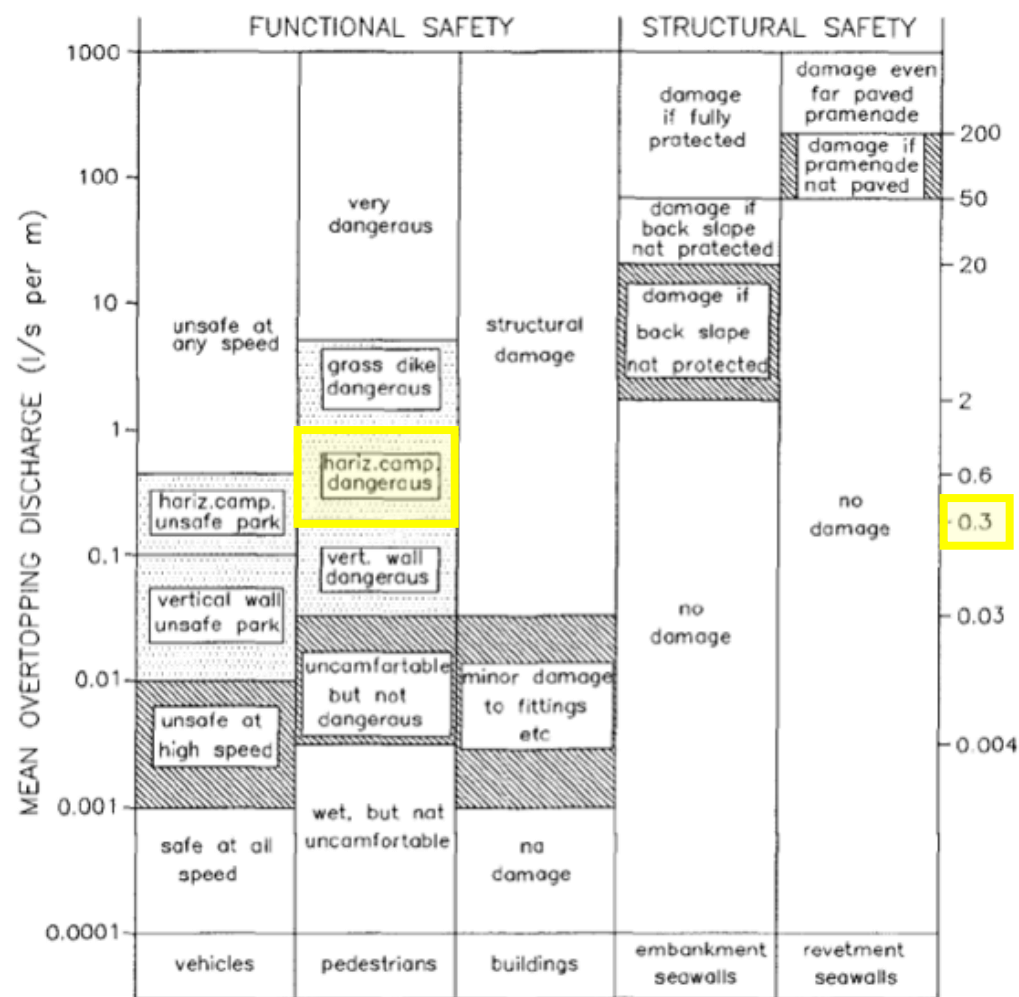 FUNCTIONAL SAFETY
STRUCTURAL SAFETY
MEAN OVERTOPPING DISCHARGE (l/s per m)
1000
100
10
1
0.1
0.01
0.001
0.0001
unsafe at
any speed
hariz.camp.
unsafe park
vertical wall
unsafe park
unsafe at
high speed
safe at all
speed
vehicles
very
dangeraus
grass dike
dangeraus
hariz.camp.
dangeraus
vert. wall
dangeraus
uncamfortable
but not
dangeraus
wet, but nat
uncamfortable
pedestrians
structural
damage
minor damage
to fittings
etc
na
damage
buildings
damage
if fully
pratected
damage if
back slope
nat pratected
damage if
back slope
nat pratected
no
damage
embankment
seawalls
damage even
far paved
pramenade
damage if
pramenade
nat paved
no
damage
revetment
seawalls
200
50
20
2
0.6
0.3
0.03
0.004